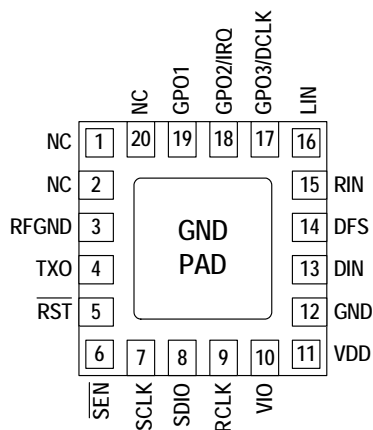 NC
GPO1
GPO2/IRQ
GPO3/DCLK
LIN
NC 1 20 19 18 17 16
NC 2 15 RIN
RFGND 3 14 DFS
GND
PAD
TXO 4 13 DIN
RST 5 12 GND
6 7 8 9 10 11 VDD
SEN
SCLK
SDIO
RCLK
VIO